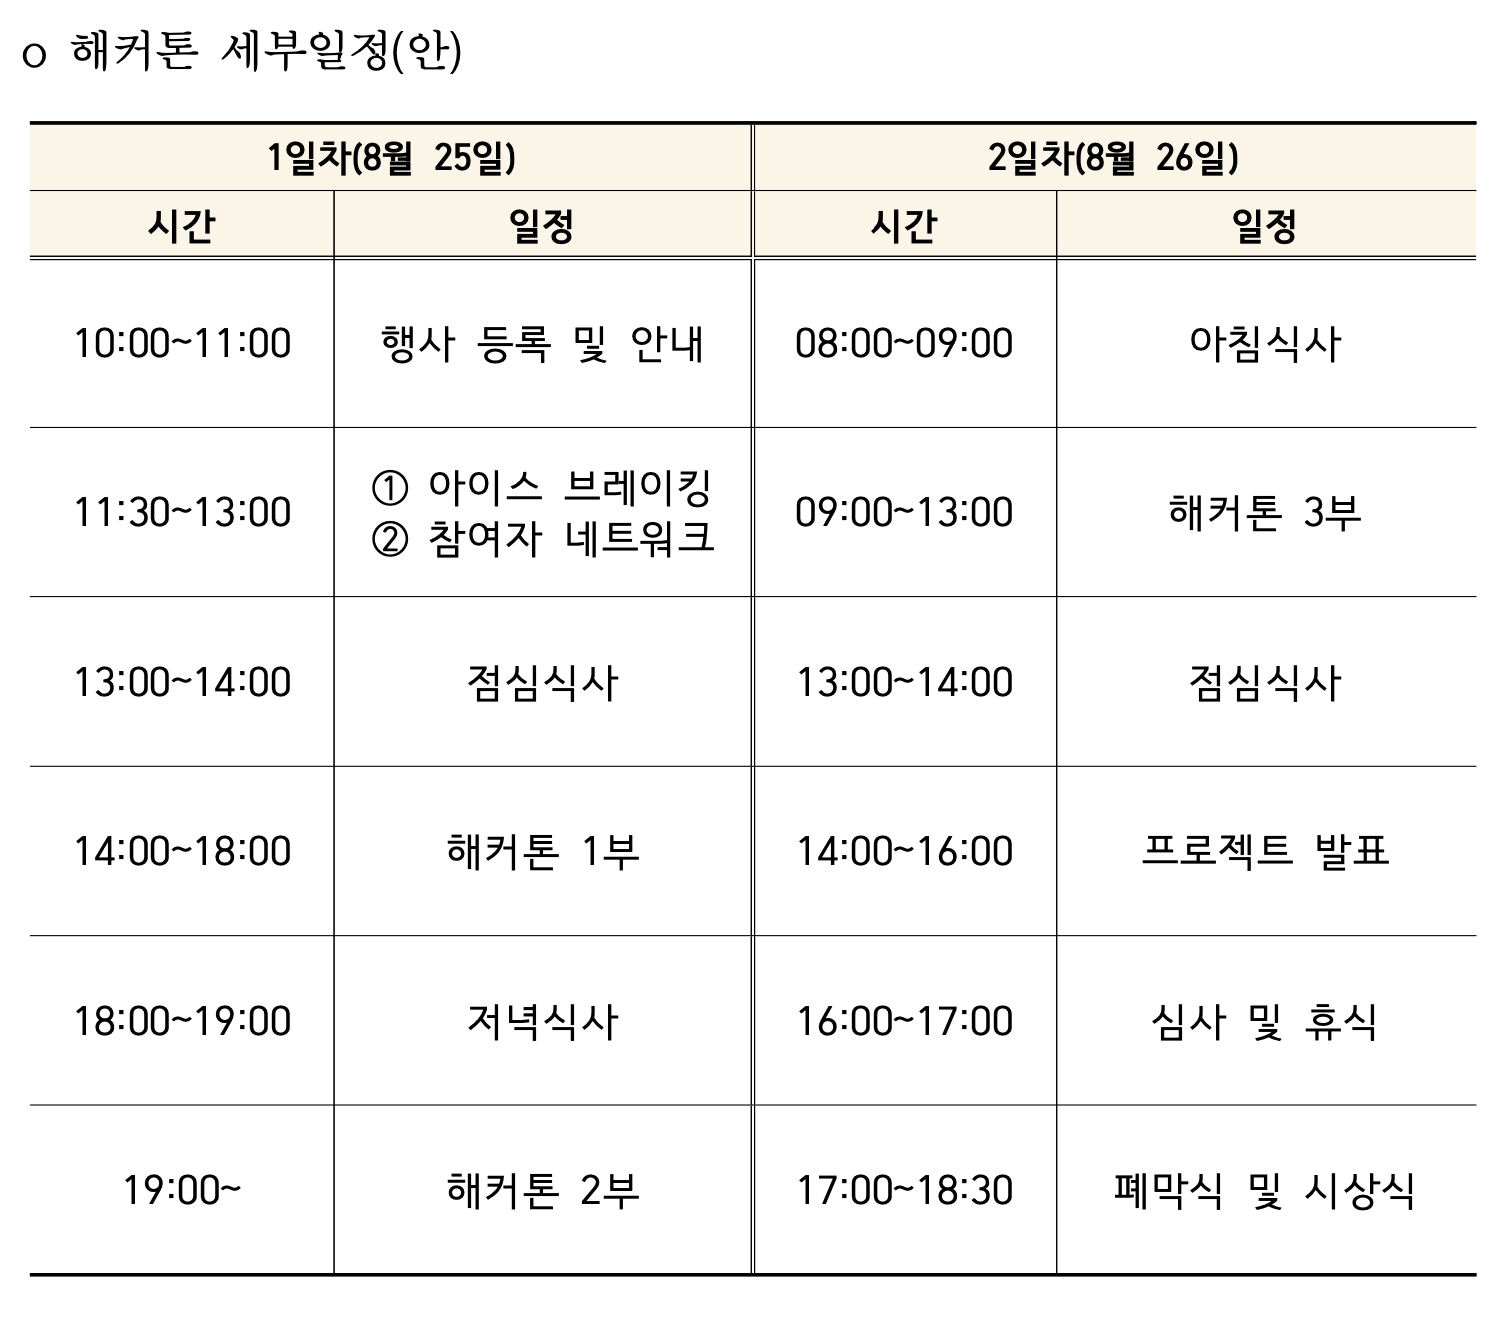 o 해커톤 세부일정(안)
1일차(8월 25일) 2일차(8월 26일)
시간 일정 시간 일정
10:00~11:00 행사 등록 및 안내 08:00~09:00 아침식사
11:30~13:00 ① 아이스 브레이킹
② 참여자 네트워크 09:00~13:00 해커톤 3부
13:00~14:00 점심식사 13:00~14:00 점심식사
14:00~18:00 해커톤 1부 14:00~16:00 프로젝트 발표
18:00~19:00 저녁식사 16:00~17:00 심사 및 휴식
19:00~ 해커톤 2부 17:00~18:30 폐막식 및 시상식